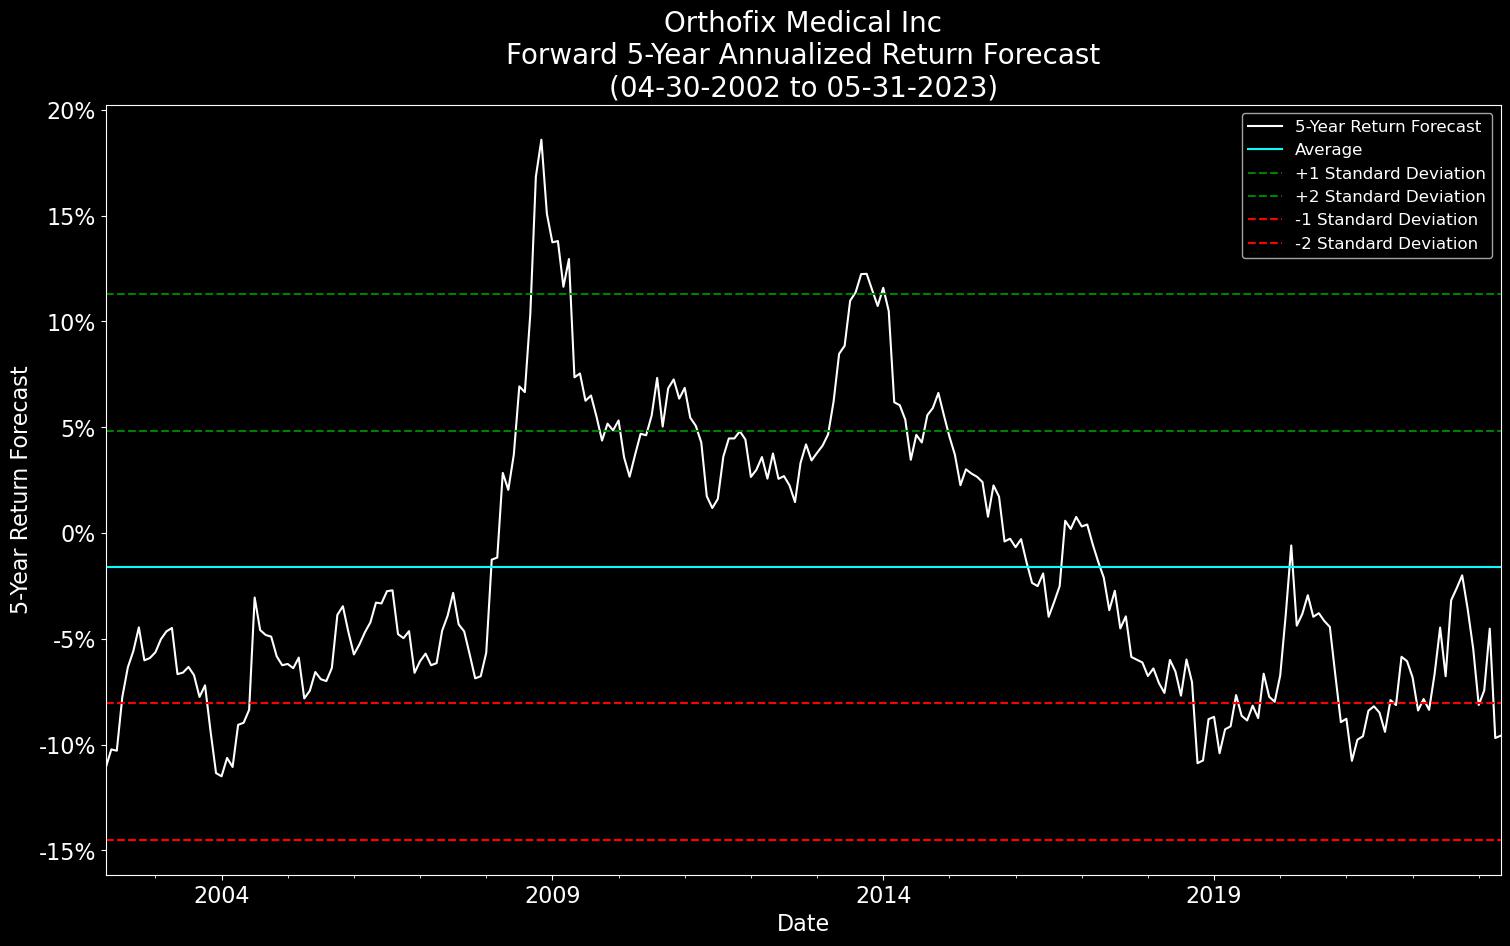 Orthofix Medical Inc
Forward 5-Year Annualized Return Forecast
(04-30-2002 to 05-31-2023)
5-Year Return Forecast
Average
+1 Standard Deviation
+2 Standard Deviation
-1 Standard Deviation
-2 Standard Deviation
5-Year Return Forecast
20%
15%
10%
5%
0%
-5%
-10%
-15%
2004
2009
2014
2019
Date